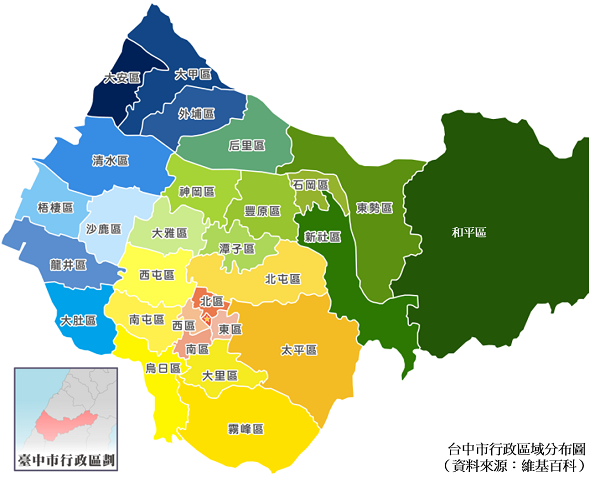 大安區
大甲區
外埔區
后里區
清水區
神岡區
石岡區
梧棲區
豐原區
東勢區
沙鹿區
大雅區
新社區
和平區
潭子區
龍井區
西屯區
北屯區
北區
大肚區
南屯區
西區
東區
南區
太平區
烏日區
大里區
霧峰區
臺中市行政區劃
台中市行政區域分布圖
（資料來源：維基百科）